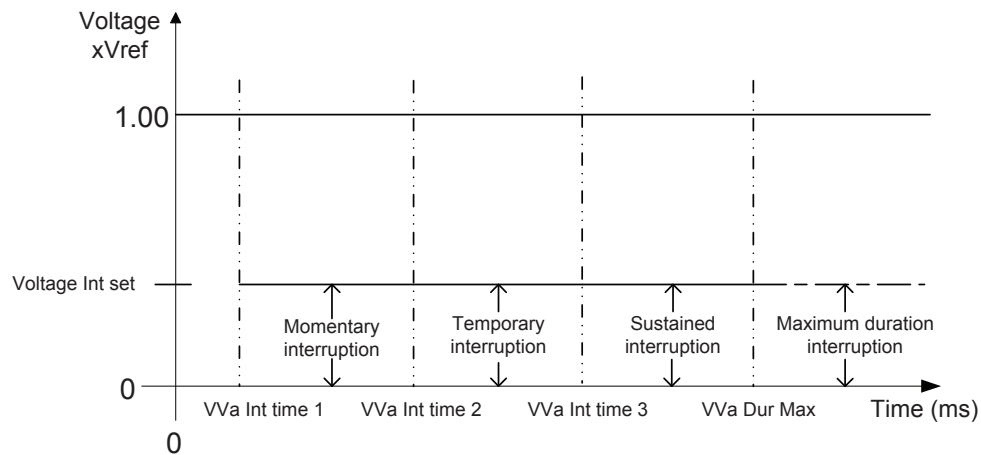 Voltage
xVref
1.00
Voltage Int set
Momentary
interruption
Temporary
interruption
Sustained
interruption
Maximum duration
interruption
0
VVa Int time 1
VVa Int time 2
VVa Int time 3
VVa Dur Max
Time (ms)
0